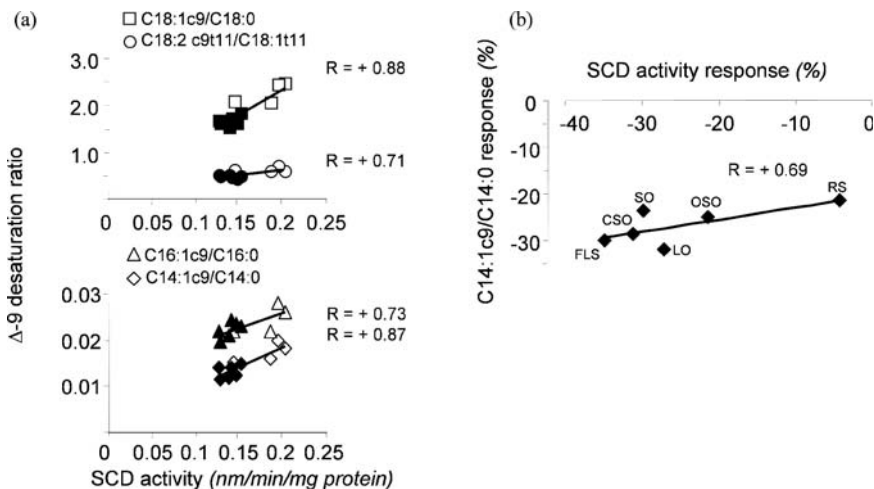 (a)
C18:1c9/C18:0
C18:2 c9t11/C18:1t11
3.0
2.0
1.0
R = + 0.88
R = + 0.71
0 0.05 0.1 0.15 0.2 0.25
Δ-9 desaturation ratio
C16:1c9/C16:0
C14:1c9/C14:0
0.03
0.02
0.01
R = + 0.73
R = + 0.87
0 0.05 0.1 0.15 0.2 0.25
SCD activity (nm/min/mg protein)
(b)
SCD activity response (%)
-40 -30 -20 -10 0
0
-10
-20
-30
C14:1c9/C14:0 response (%)
R = + 0.69
RS
SO
OSO
CSO
FLS
LO